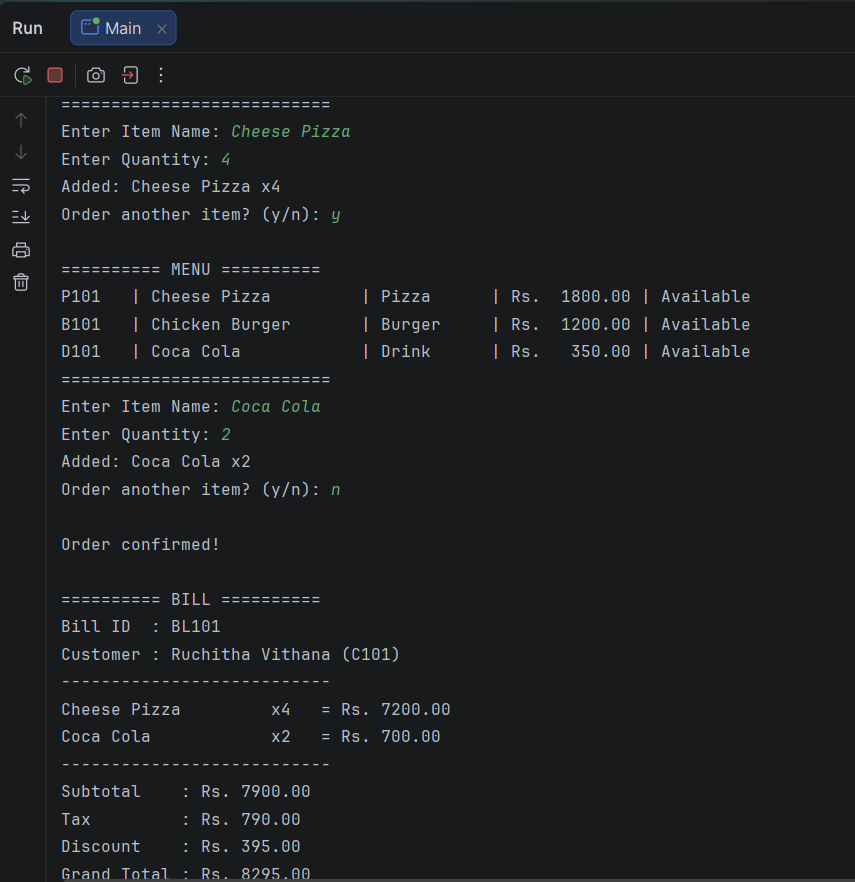 Run Main
===========================
Enter Item Name: Cheese Pizza
Enter Quantity: 4
Added: Cheese Pizza x4
Order another item? (y/n): y
========== MENU ==========
P101   | Cheese Pizza         | Pizza      | Rs.  1800.00 | Available
B101   | Chicken Burger       | Burger     | Rs.  1200.00 | Available
D101   | Coca Cola            | Drink      | Rs.   350.00 | Available
===========================
Enter Item Name: Coca Cola
Enter Quantity: 2
Added: Coca Cola x2
Order another item? (y/n): n
Order confirmed!
========== BILL ==========
Bill ID  : BL101
Customer : Ruchitha Vithana (C101)
---------------------------
Cheese Pizza         x4   = Rs. 7200.00
Coca Cola            x2   = Rs. 700.00
---------------------------
Subtotal    : Rs. 7900.00
Tax         : Rs. 790.00
Discount    : Rs. 395.00
Grand Total : Rs. 8295.00